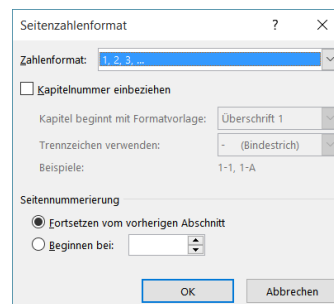 Seitenzahlenformat ? ×
Zahlenformat: 1, 2, 3, ...
Kapitelnummer einbeziehen
Kapitel beginnt mit Formatvorlage: Überschrift 1
Trennzeichen verwenden: - (Bindestrich)
Beispiele: 1-1, 1-A
Seitennummerierung
Fortsetzen vom vorherigen Abschnitt
Beginnen bei:
OK Abbrechen